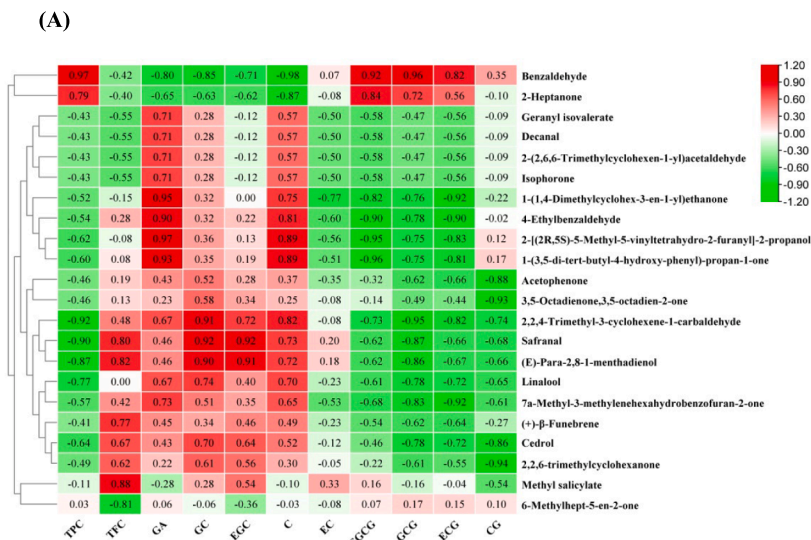 (A)
0.97 -0.42 -0.80 -0.85 -0.71 -0.98 0.07 0.92 0.96 0.82 0.35 Benzaldehyde
0.79 -0.40 -0.65 -0.63 -0.62 -0.87 -0.08 0.84 0.72 0.56 -0.10 2-Heptanone
-0.43 -0.55 0.71 0.28 -0.12 0.57 -0.50 -0.58 -0.47 -0.56 -0.09 Geranyl isovalerate
-0.43 -0.55 0.71 0.28 -0.12 0.57 -0.50 -0.58 -0.47 -0.56 -0.09 Decanal
-0.43 -0.55 0.71 0.28 -0.12 0.57 -0.50 -0.58 -0.47 -0.56 -0.09 2-(2,6,6-Trimethylcyclohexen-1-yl)acetaldehyde
-0.43 -0.55 0.71 0.28 -0.12 0.57 -0.50 -0.58 -0.47 -0.56 -0.09 Isophorone
-0.52 -0.15 0.95 0.32 0.00 0.75 -0.77 -0.82 -0.76 -0.92 -0.22 1-(1,4-Dimethylcyclohex-3-en-1-yl)ethanone
-0.54 0.28 0.90 0.32 0.22 0.81 -0.60 -0.90 -0.78 -0.90 -0.02 4-Ethylbenzaldehyde
-0.62 -0.08 0.97 0.36 0.13 0.89 -0.56 -0.95 -0.75 -0.83 0.12 2-[(2R,5S)-5-Methyl-5-vinyltetrahydro-2-furanyl]-2-propanol
-0.60 0.08 0.93 0.35 0.19 0.89 -0.51 -0.96 -0.75 -0.81 0.17 1-(3,5-di-tert-butyl-4-hydroxy-phenyl)-propan-1-one
-0.46 0.19 0.43 0.52 0.28 0.37 -0.35 -0.32 -0.62 -0.66 -0.88 Acetophenone
-0.46 0.13 0.23 0.58 0.34 0.25 -0.08 -0.14 -0.49 -0.44 -0.93 3,5-Octadienone,3,5-octadien-2-one
-0.92 0.48 0.67 0.91 0.72 0.82 -0.08 -0.73 -0.95 -0.82 -0.74 2,2,4-Trimethyl-3-cyclohexene-1-carbaldehyde
-0.90 0.80 0.46 0.92 0.92 0.73 0.20 -0.62 -0.87 -0.66 -0.68 Safranal
-0.87 0.82 0.46 0.90 0.91 0.72 0.18 -0.62 -0.86 -0.67 -0.66 (E)-Para-2,8-1-menthadienol
-0.77 0.00 0.67 0.74 0.40 0.70 -0.23 -0.61 -0.78 -0.72 -0.65 Linalool
-0.57 0.42 0.73 0.51 0.35 0.65 -0.53 -0.68 -0.83 -0.92 -0.61 7a-Methyl-3-methylenehexahydrobenzofuran-2-one
-0.41 0.77 0.45 0.34 0.46 0.49 -0.23 -0.54 -0.62 -0.64 -0.27 (+)-β-Funebrene
-0.64 0.67 0.43 0.70 0.64 0.52 -0.12 -0.46 -0.78 -0.72 -0.86 Cedrol
-0.49 0.62 0.22 0.61 0.56 0.30 -0.05 -0.22 -0.61 -0.55 -0.94 2,2,6-trimethylcyclohexanone
-0.11 0.88 -0.28 0.28 0.54 -0.10 0.33 0.16 -0.16 -0.04 -0.54 Methyl salicylate
0.03 -0.81 0.06 -0.06 -0.36 -0.03 -0.08 0.07 0.17 0.15 0.10 6-Methylhept-5-en-2-one
TPC TFC GA GC EGC C EC GCG ECG CG
1.20
0.90
0.60
0.30
0.00
-0.30
-0.60
-0.90
-1.20